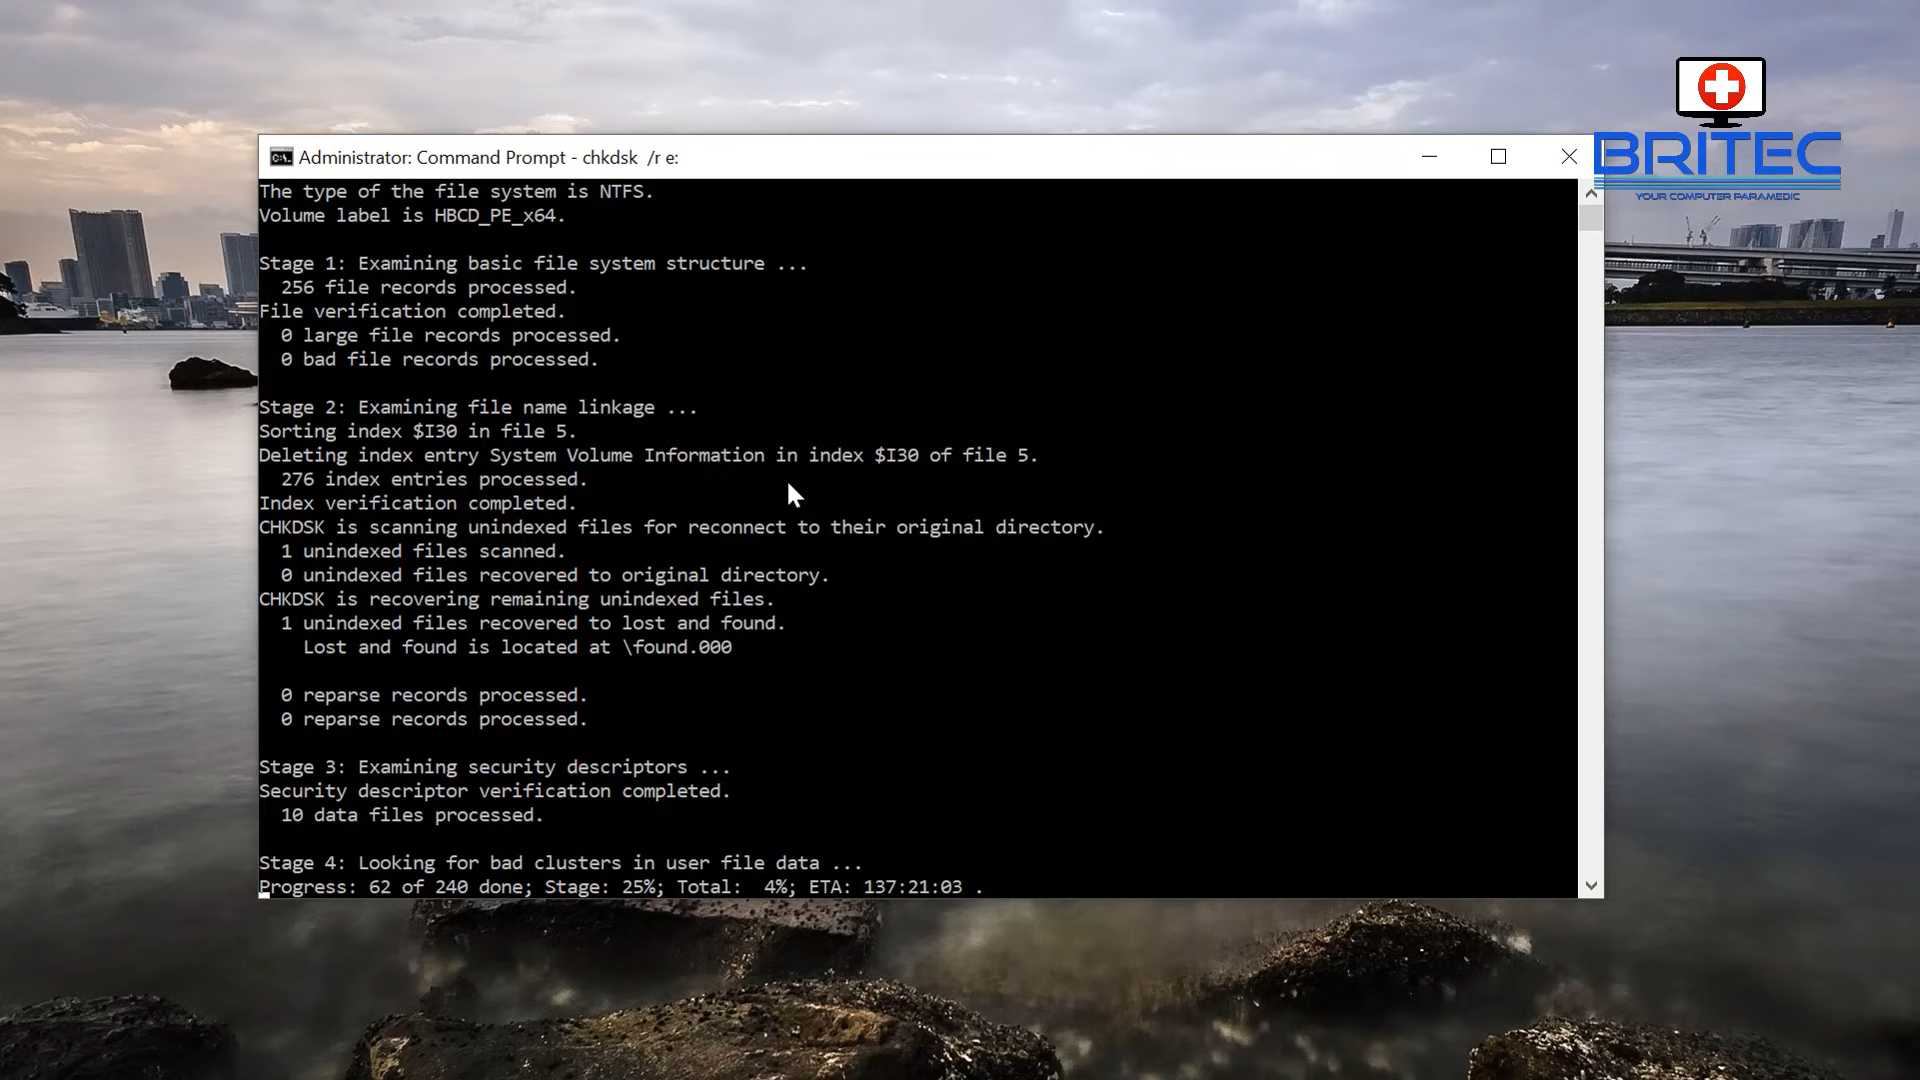 BRITEC
YOUR COMPUTER PARAMEDIC
Administrator: Command Prompt - chkdsk /r e:
The type of the file system is NTFS.
Volume label is HBCD_PE_x64.
Stage 1: Examining basic file system structure ...
256 file records processed.
File verification completed.
0 large file records processed.
0 bad file records processed.
Stage 2: Examining file name linkage ...
Sorting index $I30 in file 5.
Deleting index entry System Volume Information in index $I30 of file 5.
276 index entries processed.
Index verification completed.
CHKDSK is scanning unindexed files for reconnect to their original directory.
1 unindexed files scanned.
0 unindexed files recovered to original directory.
CHKDSK is recovering remaining unindexed files.
1 unindexed files recovered to lost and found.
Lost and found is located at \found.000
0 reparse records processed.
0 reparse records processed.
Stage 3: Examining security descriptors ...
Security descriptor verification completed.
10 data files processed.
Stage 4: Looking for bad clusters in user file data ...
Progress: 62 of 240 done; Stage: 25%; Total:  4%; ETA: 137:21:03 .